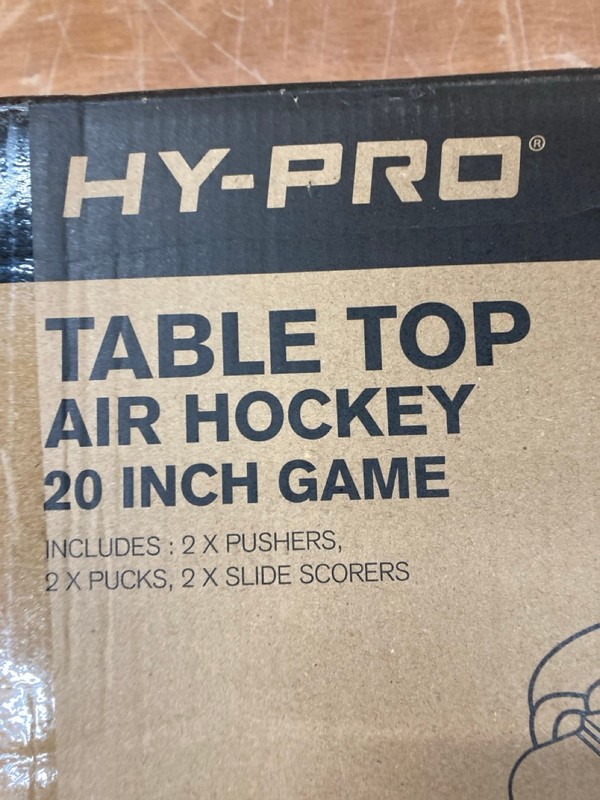 HY-PRO®
TABLE TOP
AIR HOCKEY
20 INCH GAME
INCLUDES : 2 X PUSHERS,
2 X PUCKS, 2 X SLIDE SCORERS